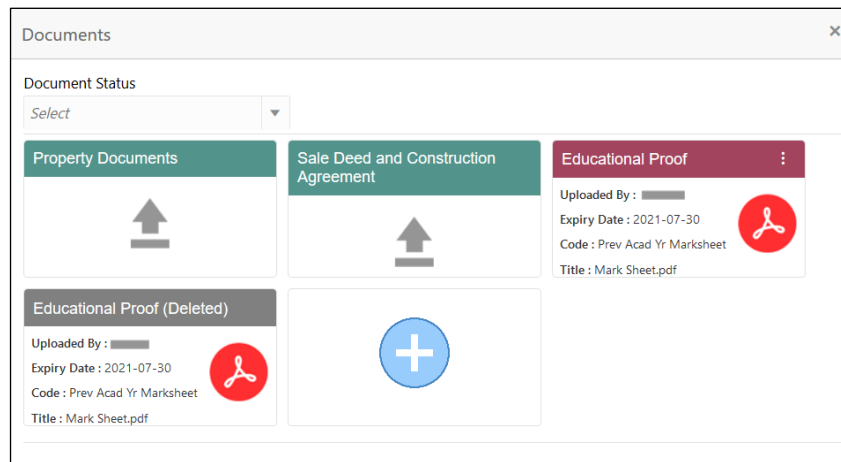 Documents
×
Document Status
Select
Property Documents
Sale Deed and Construction
Agreement
Educational Proof
Uploaded By :
Expiry Date : 2021-07-30
Code : Prev Acad Yr Marksheet
Title : Mark Sheet.pdf
Educational Proof (Deleted)
Uploaded By :
Expiry Date : 2021-07-30
Code : Prev Acad Yr Marksheet
Title : Mark Sheet.pdf